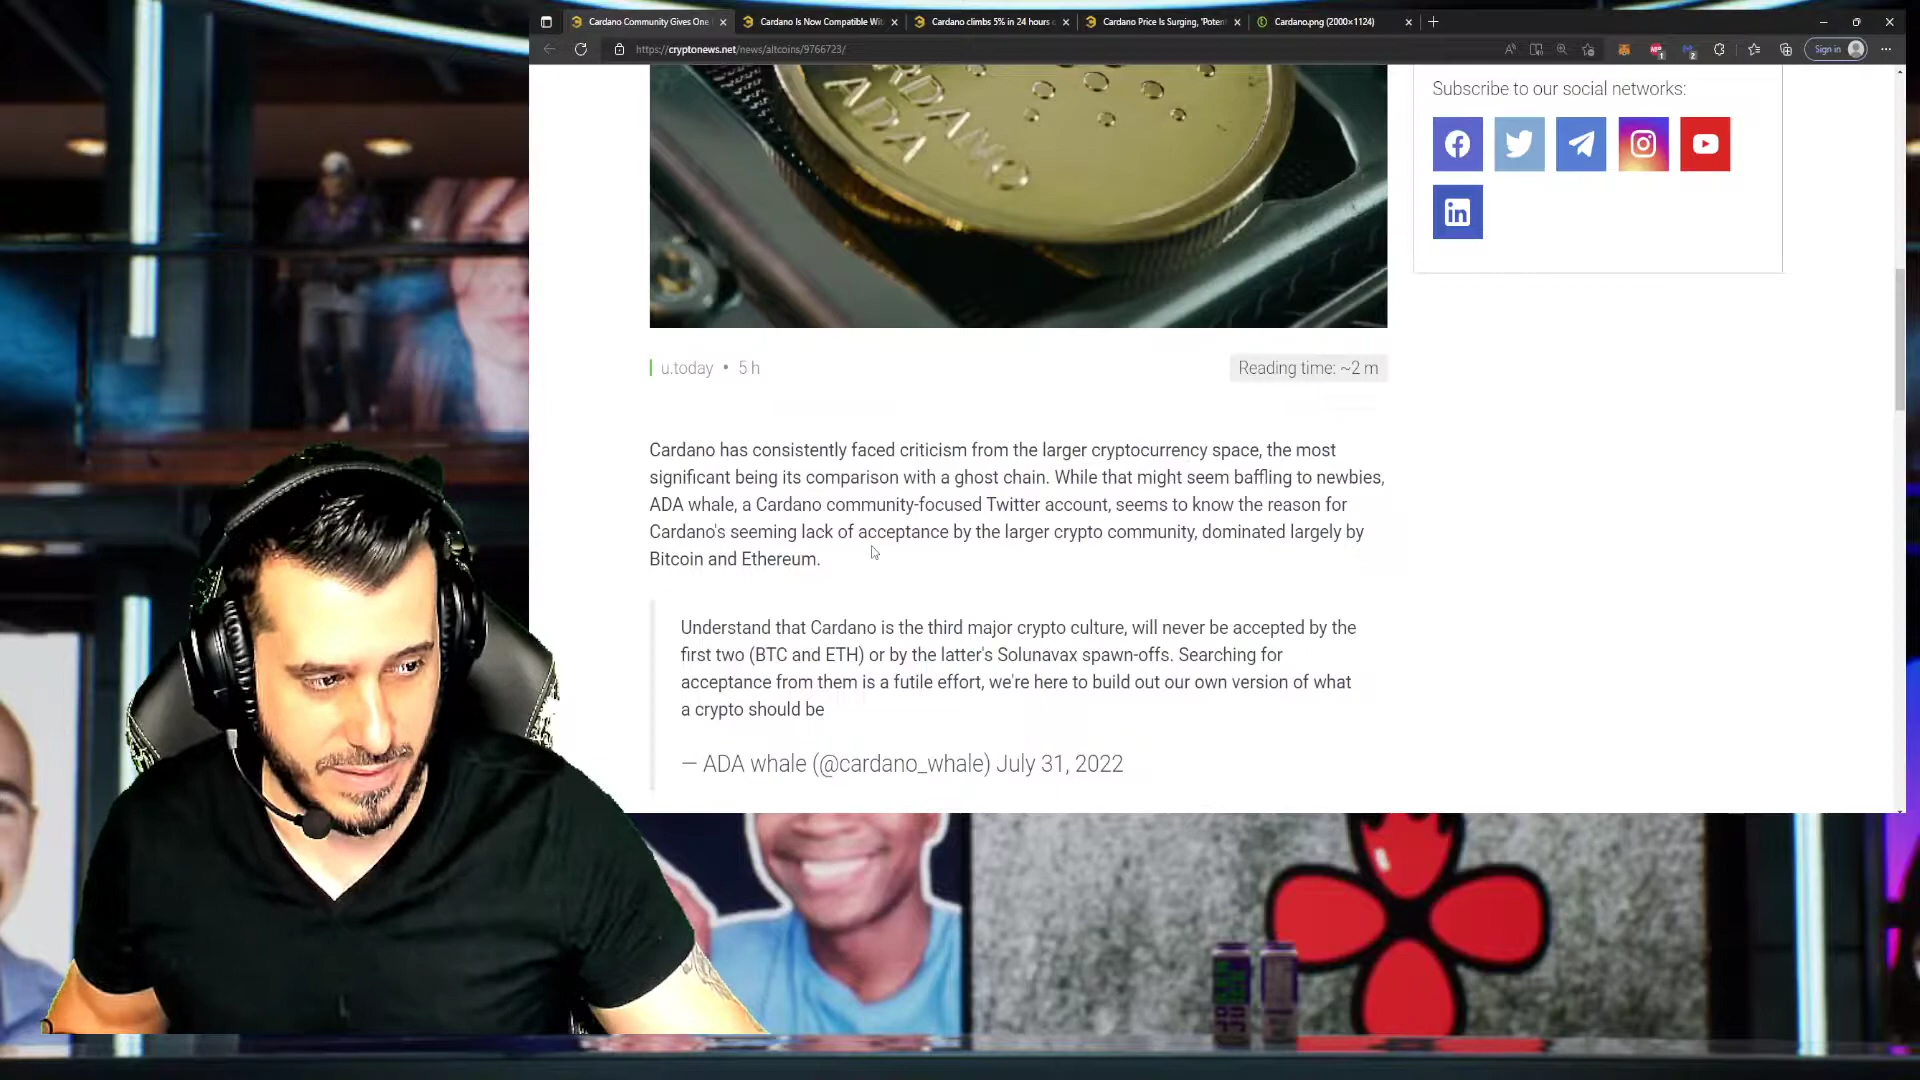 Cardano Community Gives One
Cardano Is Now Compatible Wit
Cardano climbs 5% in 24 hours
Cardano Price Is Surging, "Poten
Cardano.png (2000×1124)
https://cryptonews.net/news/altcoins/9766723/
Sign in
CARDANO
ADA
Subscribe to our social networks:
u.today • 5 h
Reading time: ~2 m
Cardano has consistently faced criticism from the larger cryptocurrency space, the most
significant being its comparison with a ghost chain. While that might seem baffling to newbies,
ADA whale, a Cardano community-focused Twitter account, seems to know the reason for
Cardano's seeming lack of acceptance by the larger crypto community, dominated largely by
Bitcoin and Ethereum.
Understand that Cardano is the third major crypto culture, will never be accepted by the
first two (BTC and ETH) or by the latter's Solunavax spawn-offs. Searching for
acceptance from them is a futile effort, we're here to build out our own version of what
a crypto should be
— ADA whale (@cardano_whale) July 31, 2022